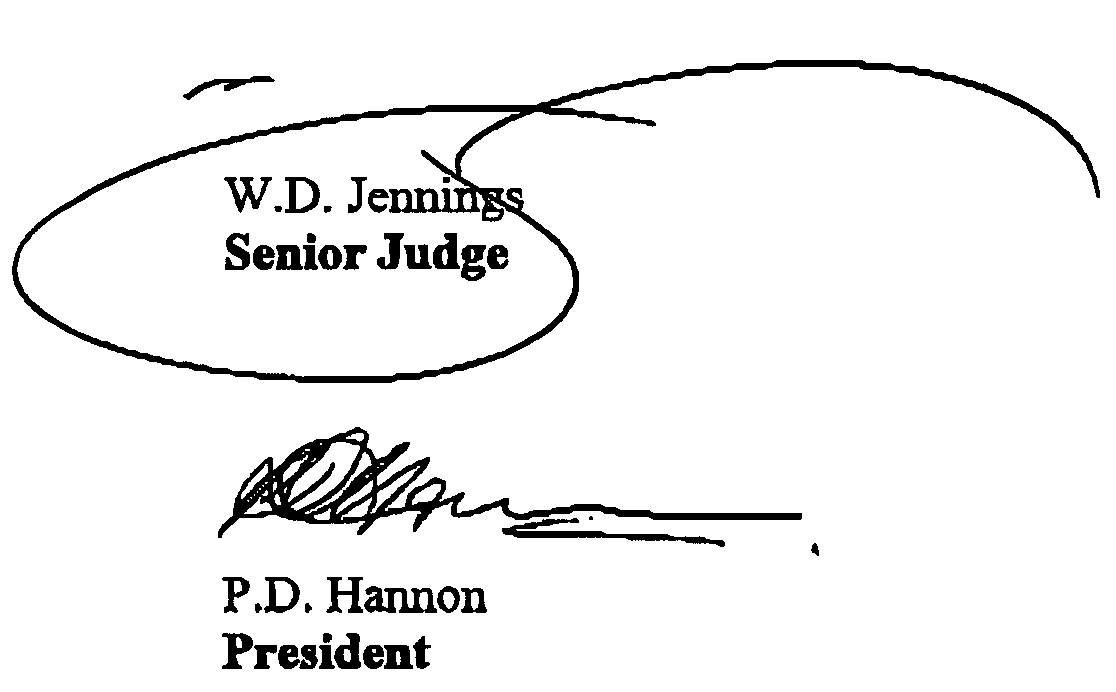 W.D. Jennings
Senior Judge
P.D. Hannon
President